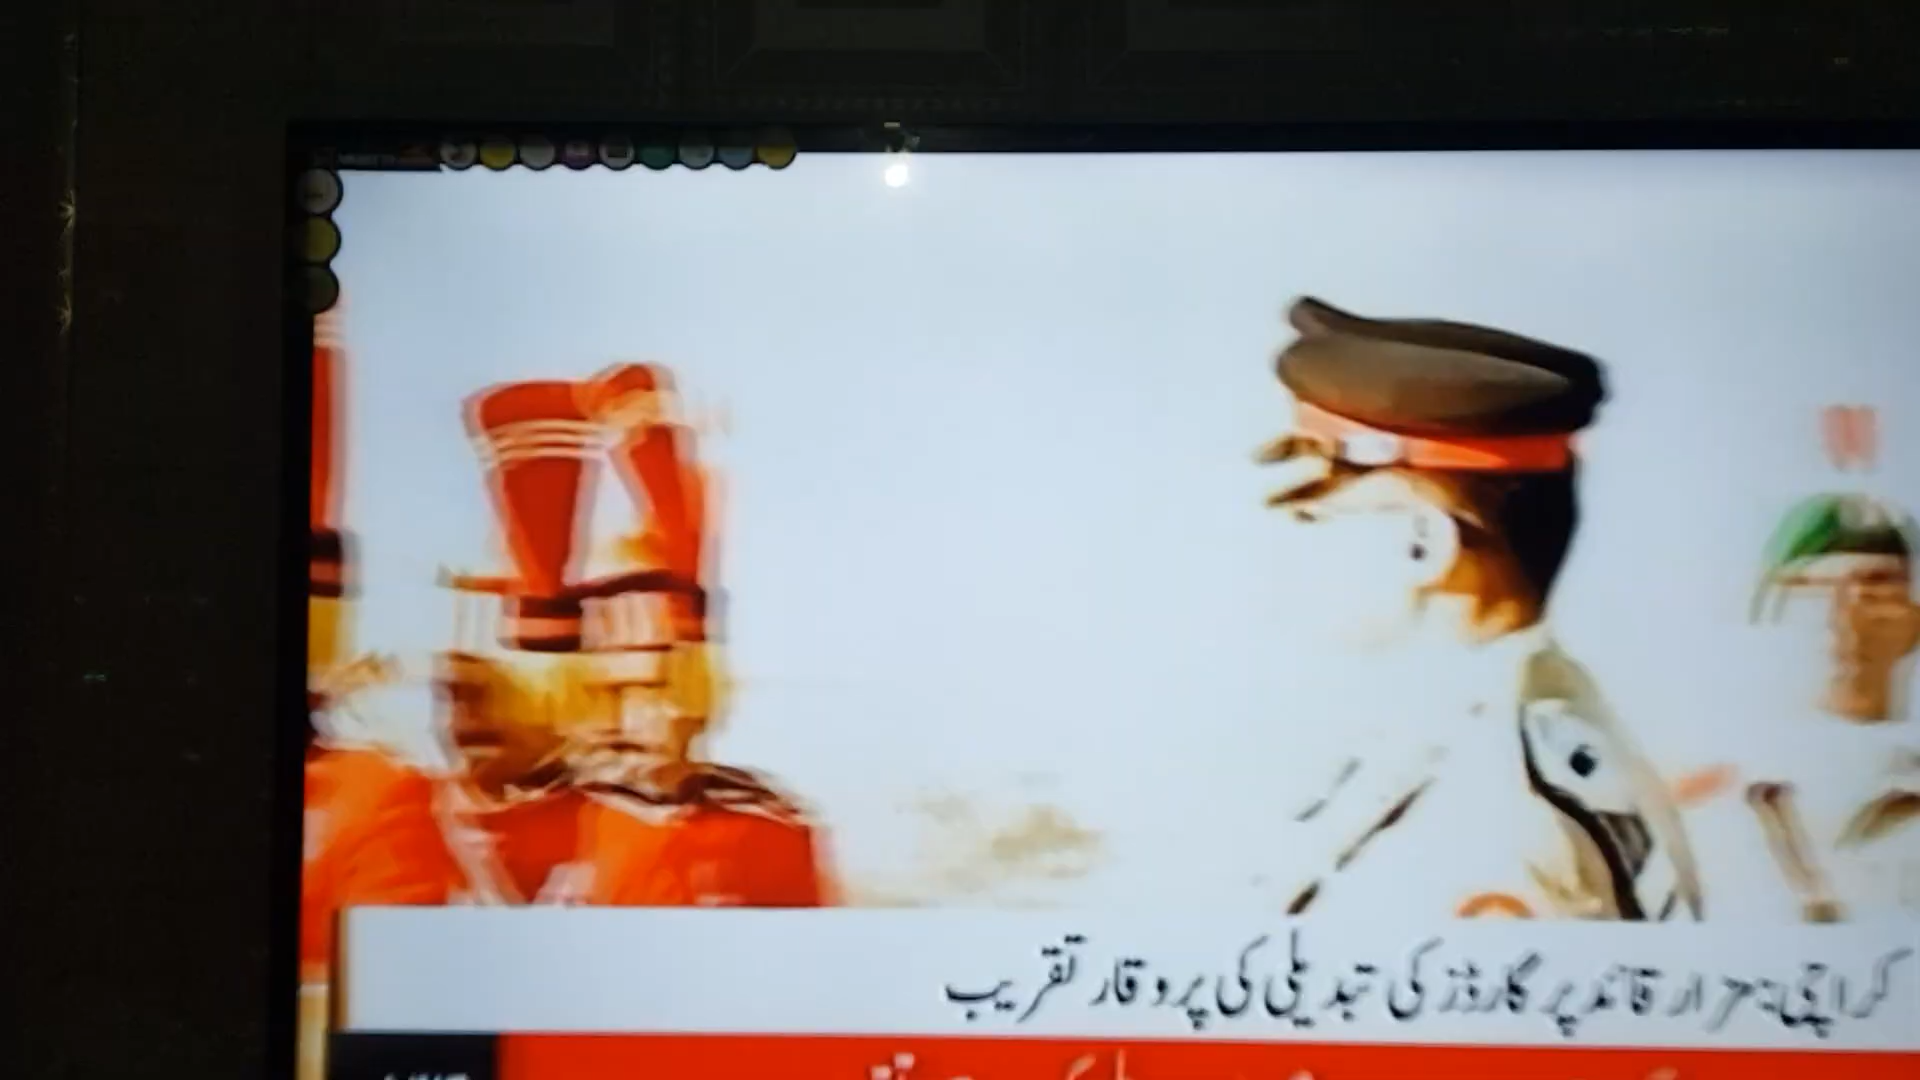 کراچی: مزار قائد پر گارڈز کی تبدیلی کی پروقار تقریب